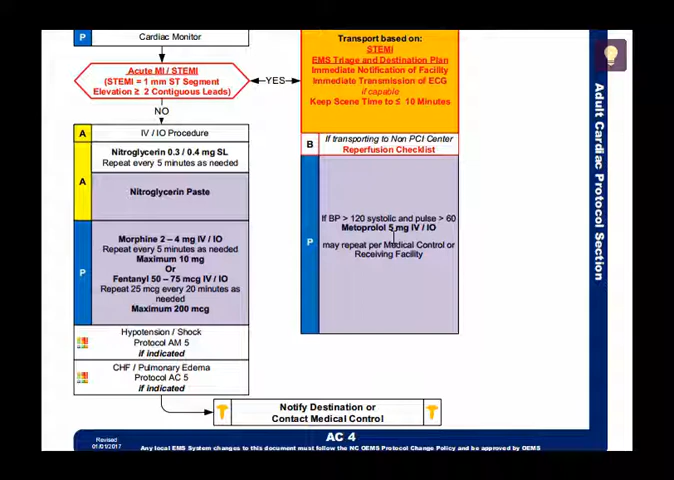 P
Cardiac Monitor
Acute MI / STEMI
(STEMI = 1 mm ST Segment
Elevation ≥ 2 Contiguous Leads)
YES
NO
A
IV / IO Procedure
A
Nitroglycerin 0.3 / 0.4 mg SL
Repeat every 5 minutes as needed
Nitroglycerin Paste
P
Morphine 2 – 4 mg IV / IO
Repeat every 5 minutes as needed
Maximum 10 mg
Or
Fentanyl 50 – 75 mcg IV / IO
Repeat 25 mcg every 20 minutes as
needed
Maximum 200 mcg
Hypotension / Shock
Protocol AM 5
if indicated
CHF / Pulmonary Edema
Protocol AC 5
if indicated
Transport based on:
STEMI
EMS Triage and Destination Plan
Immediate Notification of Facility
Immediate Transmission of ECG
if capable
Keep Scene Time to ≤ 10 Minutes
B
If transporting to Non PCI Center
Reperfusion Checklist
P
If BP > 120 systolic and pulse > 60
Metoprolol 5 mg IV / IO
may repeat per Medical Control or
Receiving Facility
Notify Destination or
Contact Medical Control
Adult Cardiac Protocol Section
Revised
01/01/2017
AC 4
Any local EMS System changes to this document must follow the NC OEMS Protocol Change Policy and be approved by OEMS